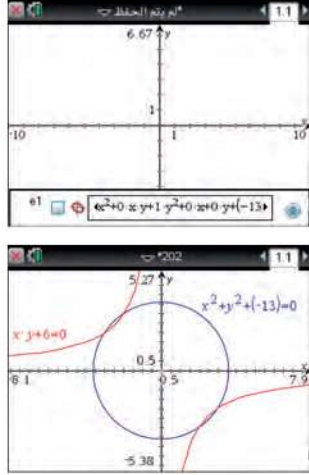 *لم يتم الحفظ
1.1
6.67
y
1
-10
1
10
x
e1
x²+0·x·y+1·y²+0·x+0·y+(-13
*202
1.1
5.27
y
x²+y²+(-13)=0
x·y+6=0
0.5
x
-8.1
0.5
7.9
-5.38